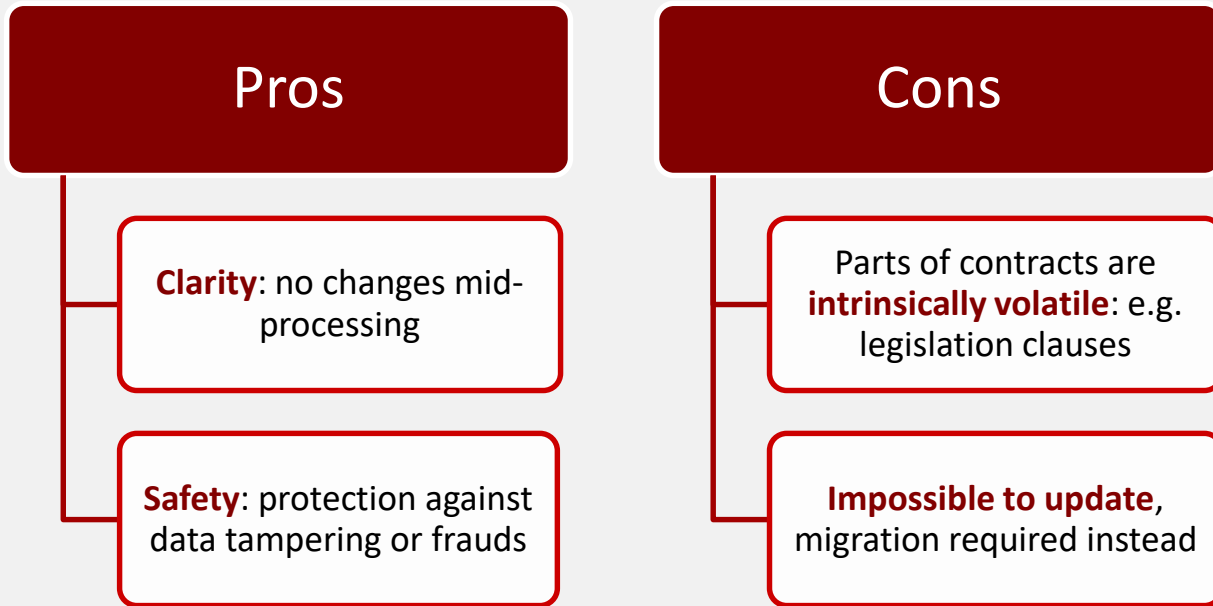 Pros
Clarity: no changes mid-
processing
Safety: protection against
data tampering or frauds
Cons
Parts of contracts are
intrinsically volatile: e.g.
legislation clauses
Impossible to update,
migration required instead